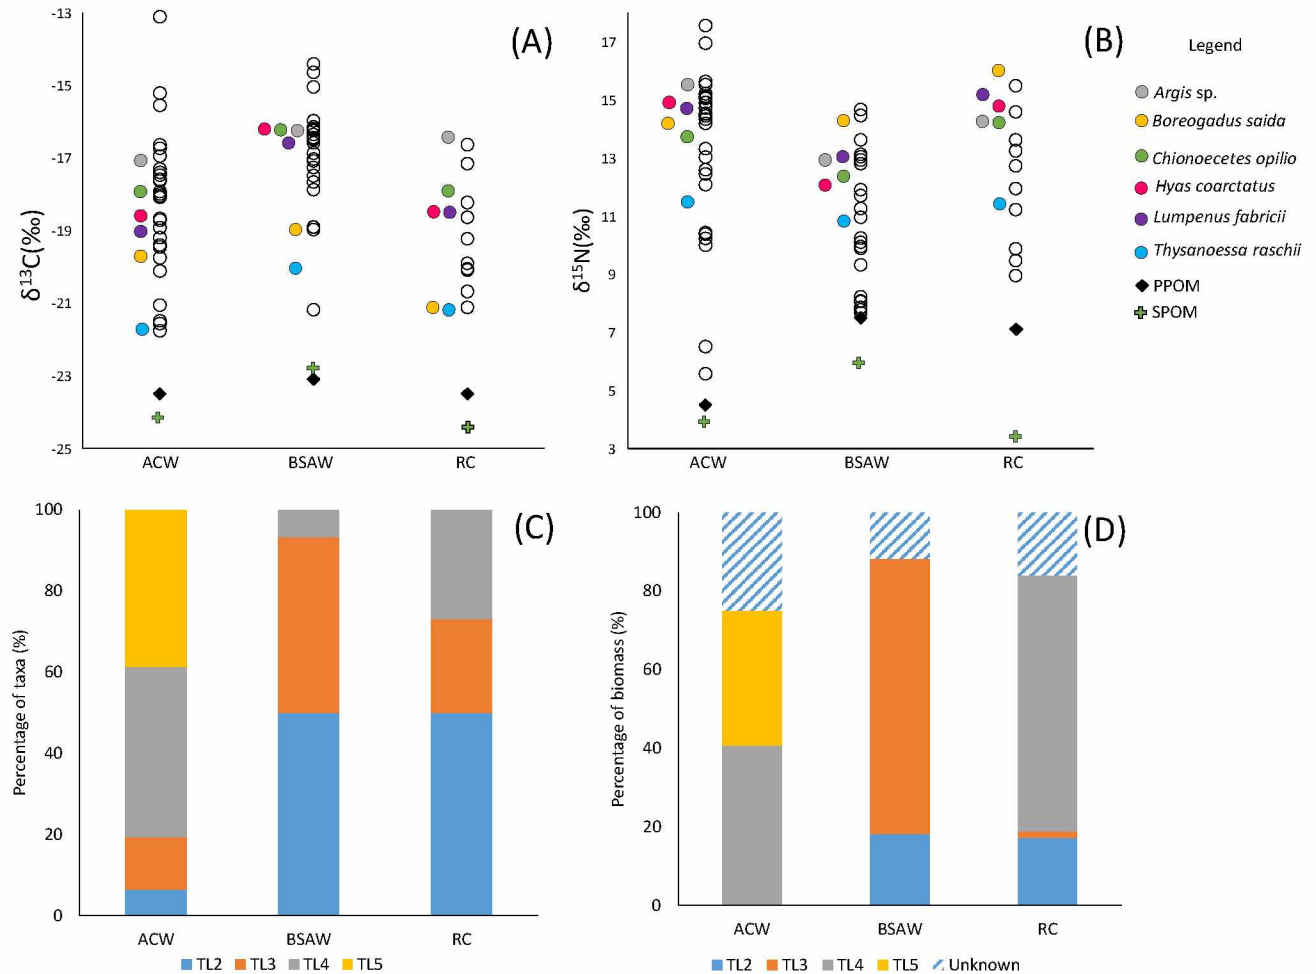 (A)
δ13C(‰)
-13
-15
-17
-19
-21
-23
-25
ACW BSAW RC
(B)
δ15N(‰)
17
15
13
11
9
7
5
3
ACW BSAW RC
Legend
Argis sp.
Boreogadus saida
Chionoecetes opilio
Hyas coarctatus
Lumpenus fabricii
Thysanoessa raschii
PPOM
SPOM
(C)
Percentage of taxa (%)
100
80
60
40
20
0
ACW BSAW RC
TL2 TL3 TL4 TL5
(D)
Percentage of biomass (%)
100
80
60
40
20
0
ACW BSAW RC
TL2 TL3 TL4 TL5 Unknown